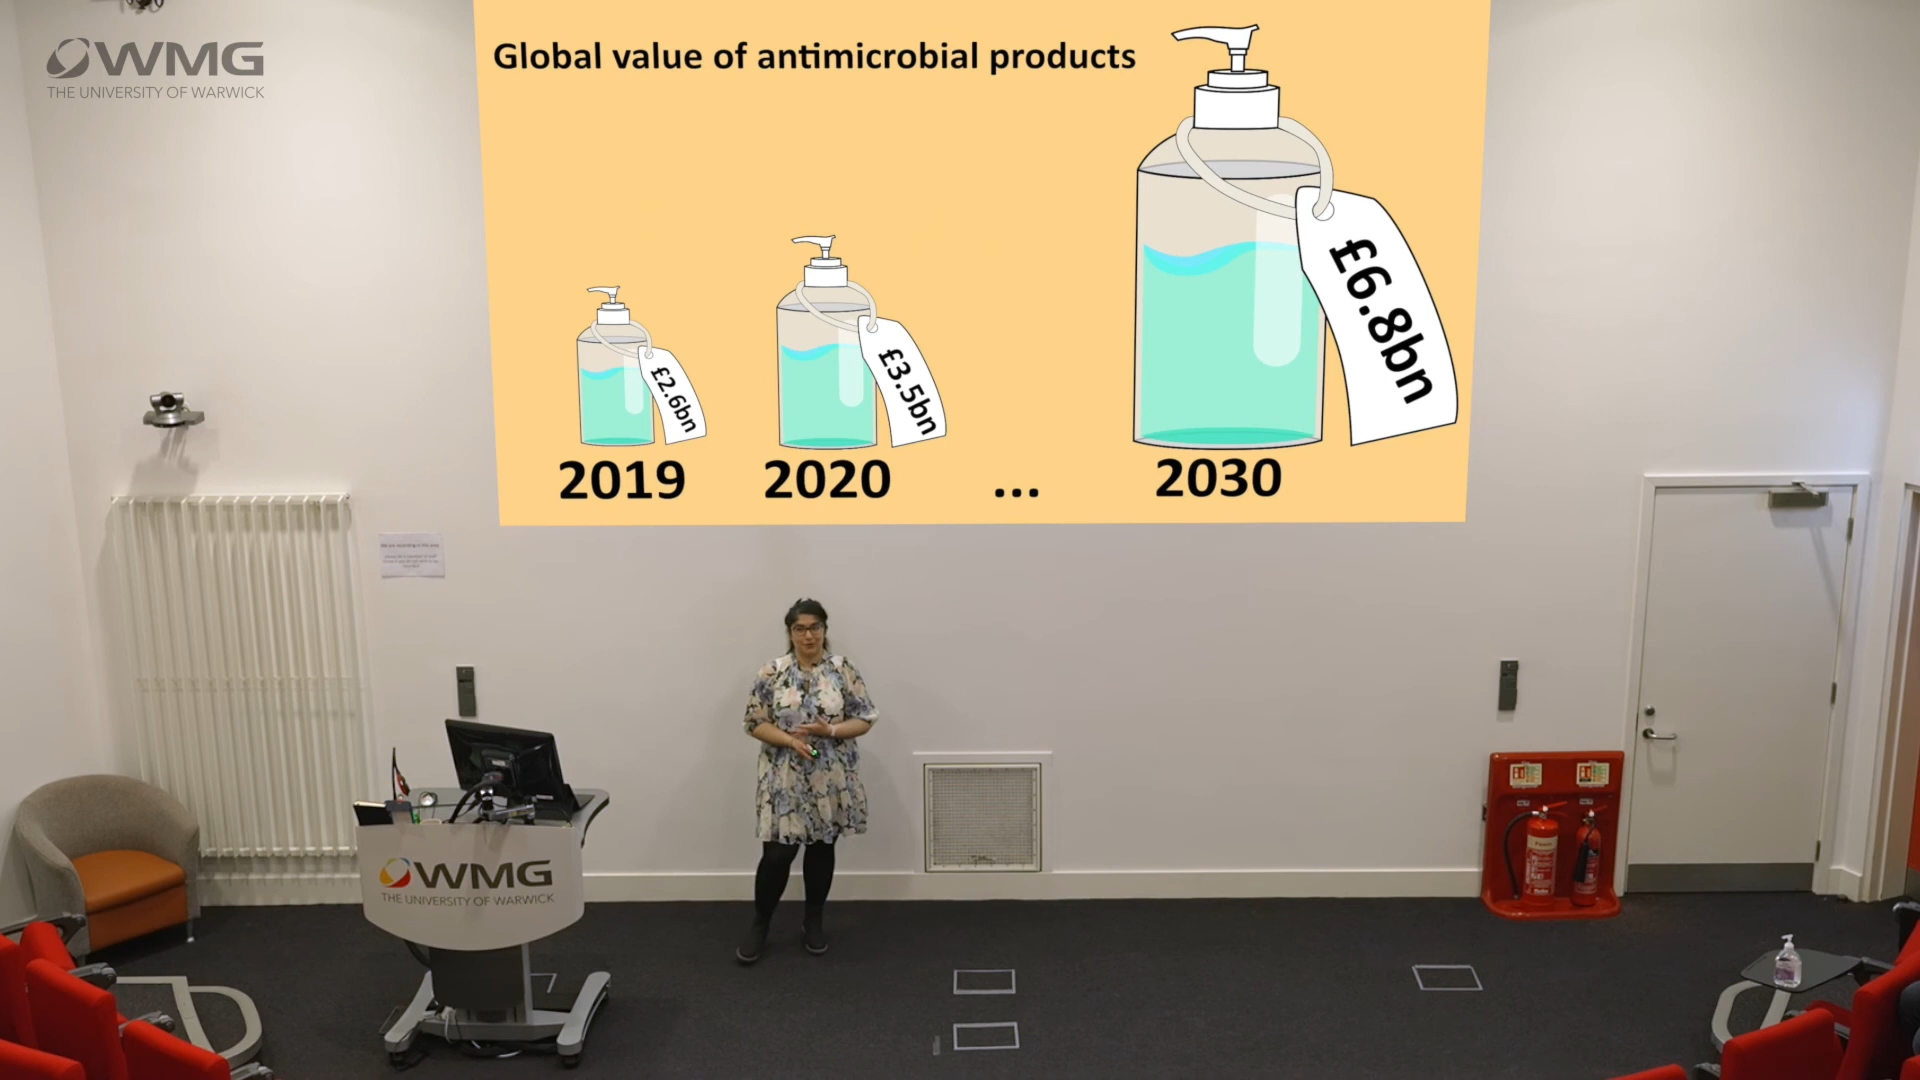 WMG
THE UNIVERSITY OF WARWICK
Global value of antimicrobial products
£2.6bn
£3.5bn
£6.8bn
2019
2020
...
2030
WMG
THE UNIVERSITY OF WARWICK